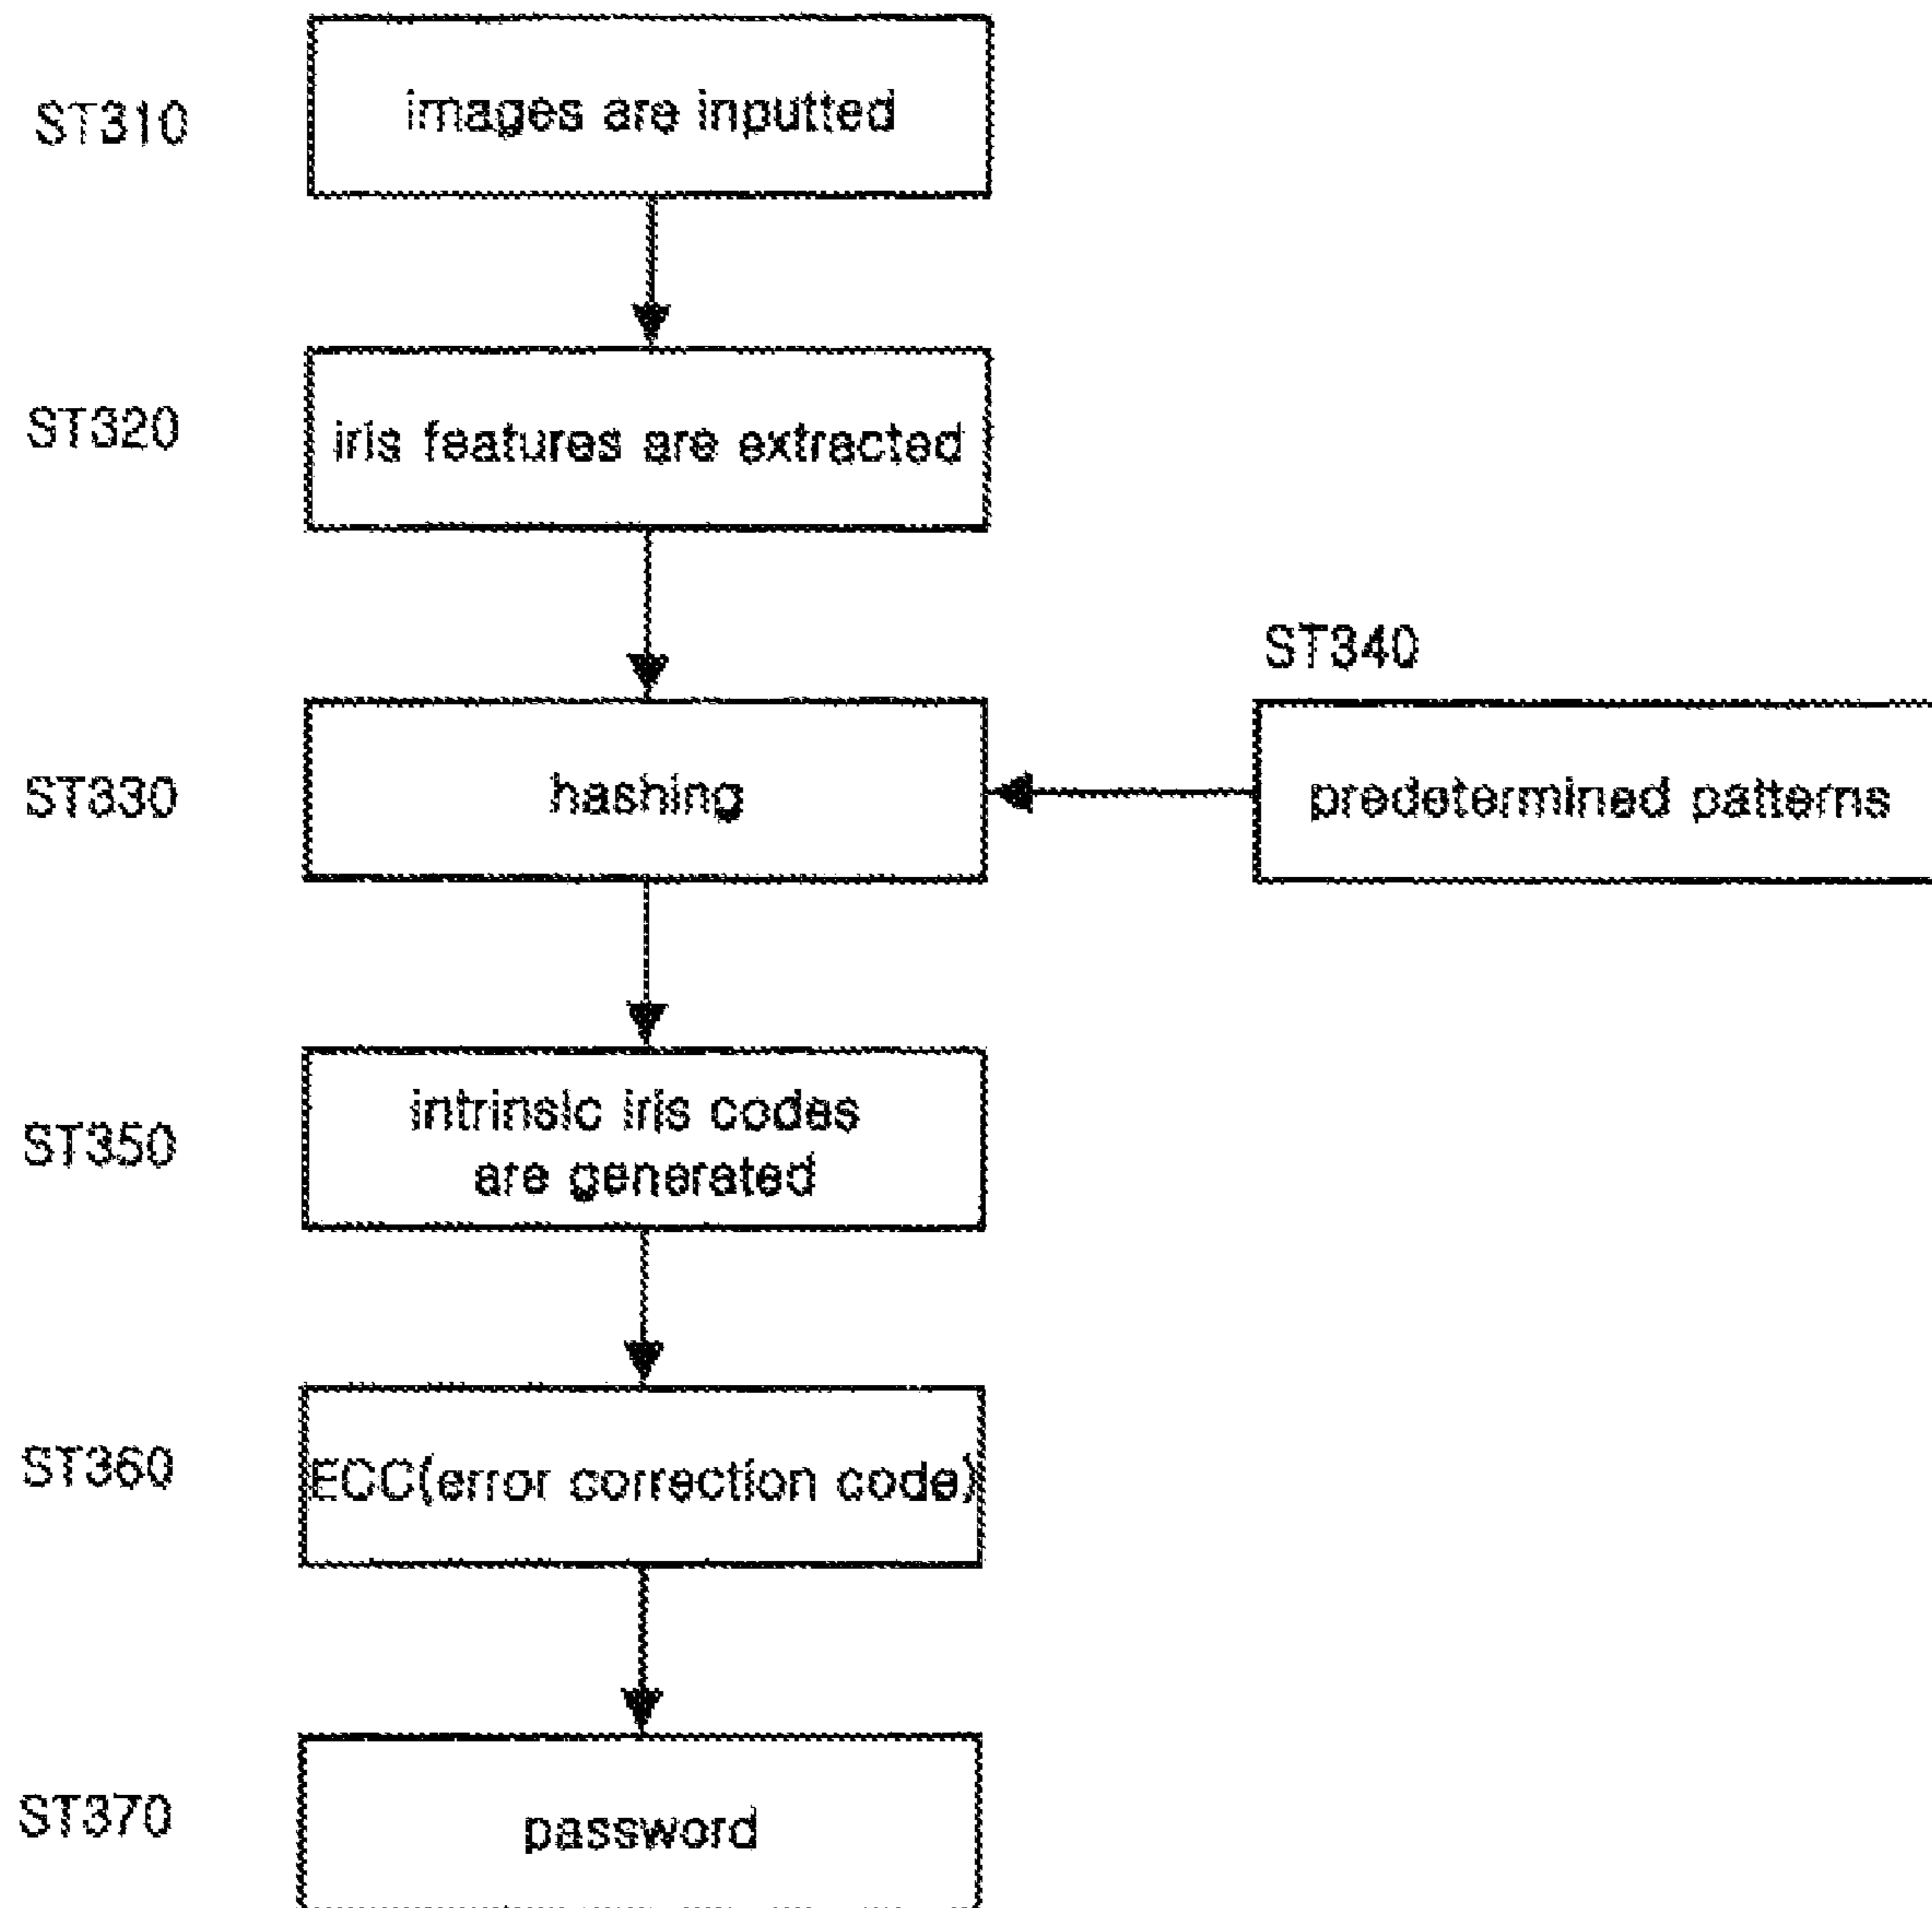 ST310
images are inputted
ST320
iris features are extracted
ST340
ST330
hashing
predetermined patterns
ST350
intrinsic iris codes
are generated
ST360
ECC(error correction code)
ST370
password